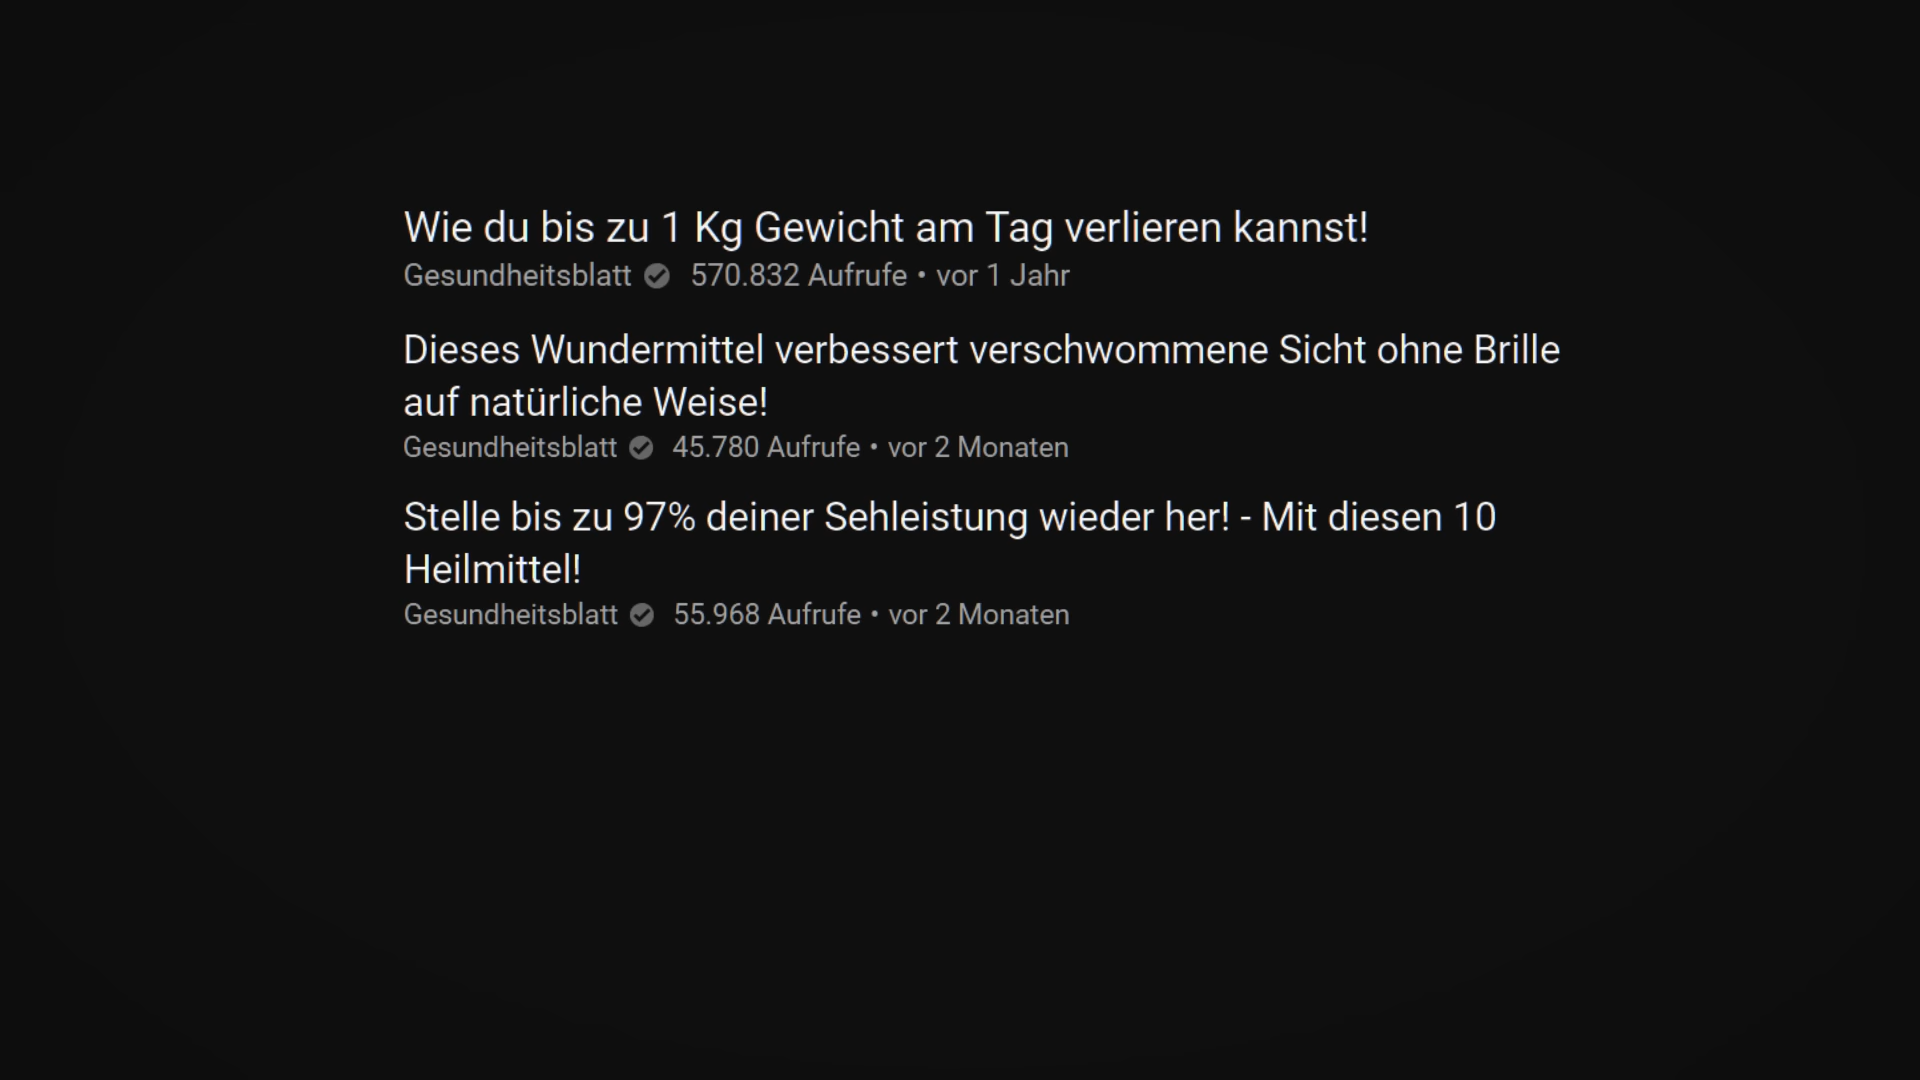 Wie du bis zu 1 Kg Gewicht am Tag verlieren kannst!
Gesundheitsblatt 570.832 Aufrufe • vor 1 Jahr
Dieses Wundermittel verbessert verschwommene Sicht ohne Brille
auf natürliche Weise!
Gesundheitsblatt 45.780 Aufrufe • vor 2 Monaten
Stelle bis zu 97% deiner Sehleistung wieder her! - Mit diesen 10
Heilmittel!
Gesundheitsblatt 55.968 Aufrufe • vor 2 Monaten